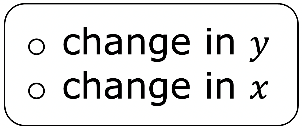 ○ change in y
○ change in x